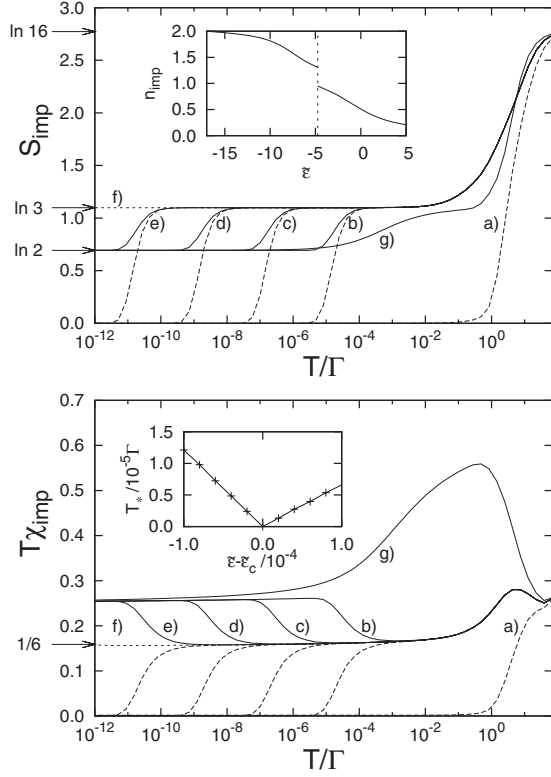 3.0
ln 16
2.5
2.0
S_imp
1.5
ln 3
1.0
ln 2
0.5
0.0
2.0
1.5
n_imp
1.0
0.5
0.0
-15 -10 -5 0 5
ε̃
f)
e) d) c) b) g) a)
10^-12 10^-10 10^-8 10^-6 10^-4 10^-2 10^0
T/Γ
0.7
0.6
0.5
0.4
Tχ_imp
0.3
0.2
1/6
0.1
0.0
1.5
T_* /10^-5Γ
1.0
0.5
0.0
-1.0 0.0 1.0
ε̃-ε̃_c /10^-4
g)
f) e) d) c) b) a)
10^-12 10^-10 10^-8 10^-6 10^-4 10^-2 10^0
T/Γ